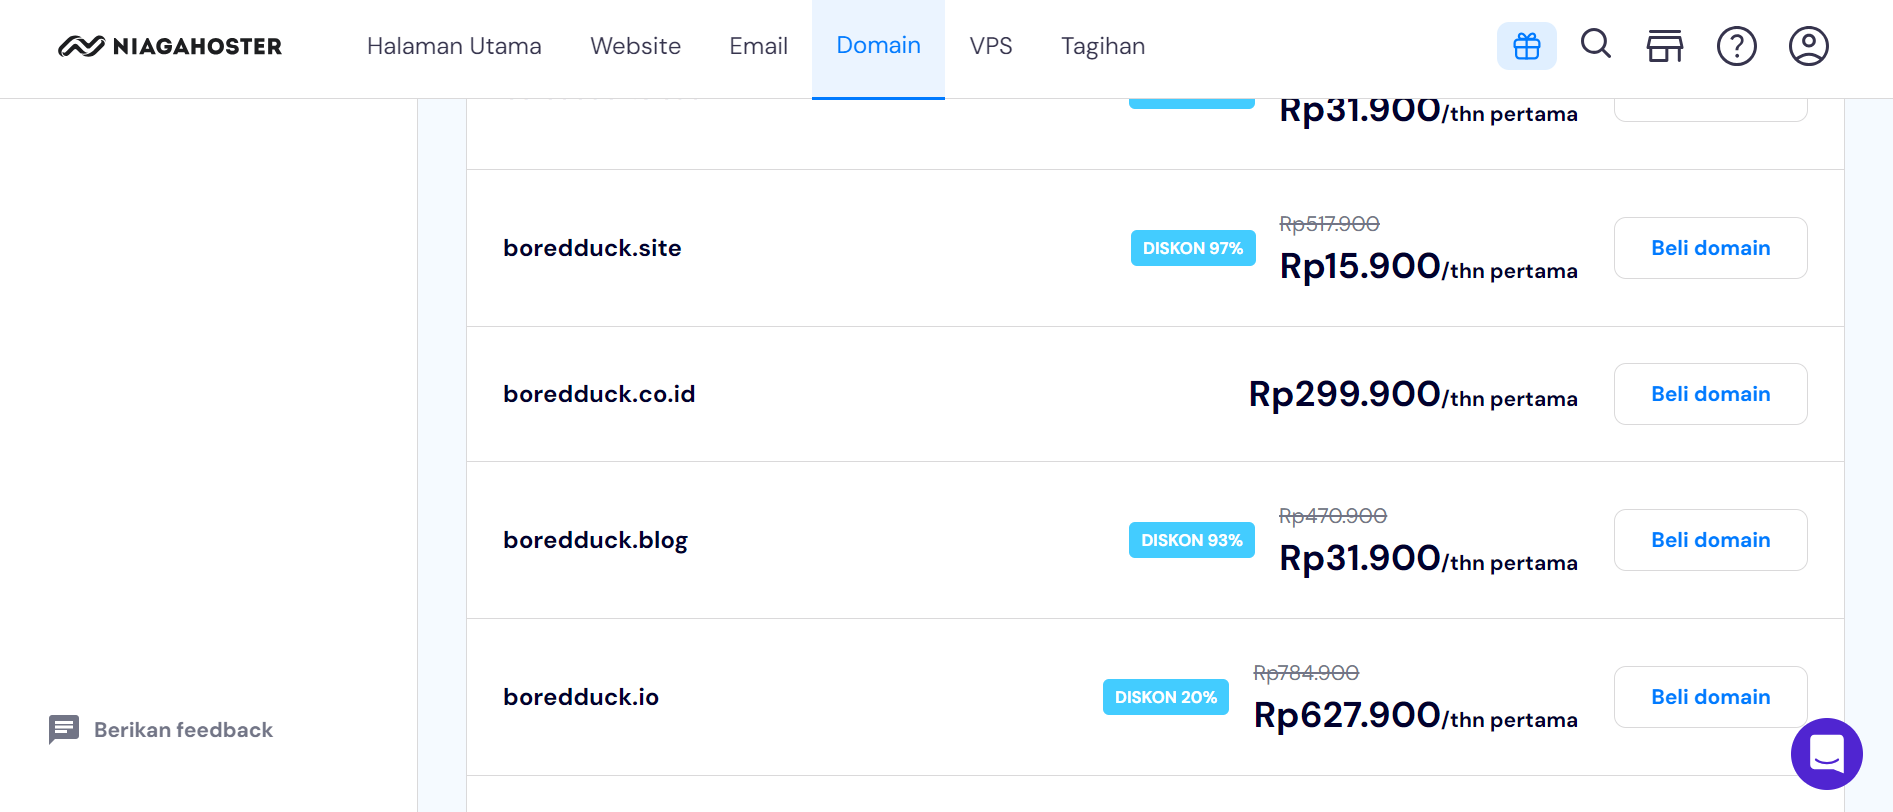 NIAGAHOSTER
Halaman Utama
Website
Email
Domain
VPS
Tagihan
Rp31.900/thn pertama
boredduck.site
DISKON 97%
Rp517.900
Rp15.900/thn pertama
Beli domain
boredduck.co.id
Rp299.900/thn pertama
Beli domain
boredduck.blog
DISKON 93%
Rp470.900
Rp31.900/thn pertama
Beli domain
boredduck.io
DISKON 20%
Rp784.900
Rp627.900/thn pertama
Beli domain
Berikan feedback